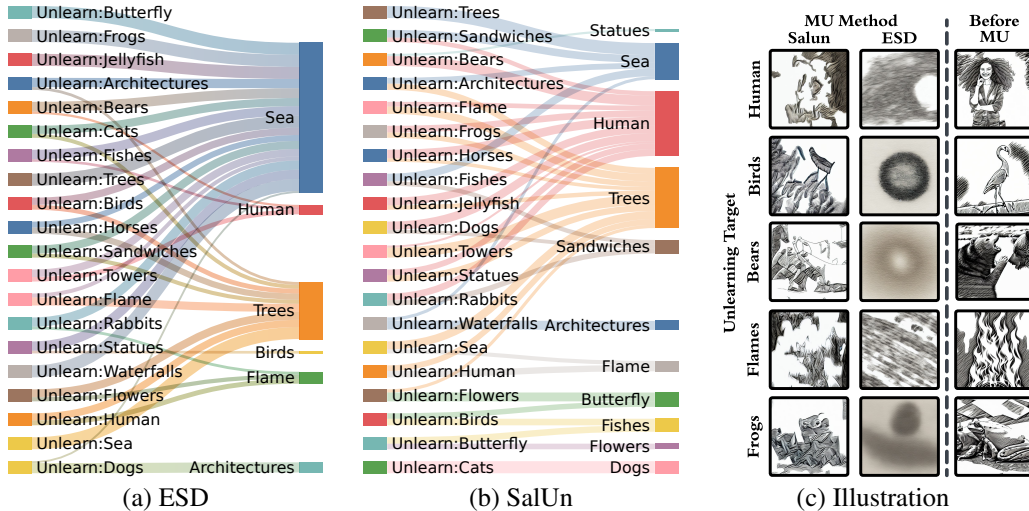 Unlearn:Butterfly
Unlearn:Frogs
Unlearn:Jellyfish
Unlearn:Architectures
Unlearn:Bears
Unlearn:Cats
Unlearn:Fishes
Unlearn:Trees
Unlearn:Birds
Unlearn:Horses
Unlearn:Sandwiches
Unlearn:Towers
Unlearn:Flame
Unlearn:Rabbits
Unlearn:Statues
Unlearn:Waterfalls
Unlearn:Flowers
Unlearn:Human
Unlearn:Sea
Unlearn:Dogs
Sea
Human
Trees
Birds
Flame
Architectures
(a) ESD
Unlearn:Trees
Unlearn:Sandwiches
Unlearn:Bears
Unlearn:Architectures
Unlearn:Flame
Unlearn:Frogs
Unlearn:Horses
Unlearn:Fishes
Unlearn:Jellyfish
Unlearn:Dogs
Unlearn:Towers
Unlearn:Statues
Unlearn:Rabbits
Unlearn:Waterfalls
Unlearn:Sea
Unlearn:Human
Unlearn:Flowers
Unlearn:Birds
Unlearn:Butterfly
Unlearn:Cats
Statues
Sea
Human
Trees
Sandwiches
Architectures
Flame
Butterfly
Fishes
Flowers
Dogs
(b) SalUn
MU Method
Salun ESD
Before
MU
Unlearning Target
Human
Birds
Bears
Flames
Frogs
(c) Illustration